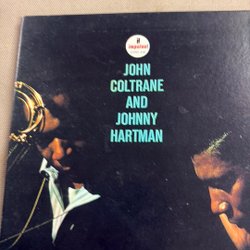 impulse!
JOHN
COLTRANE
AND
JOHNNY
HARTMAN